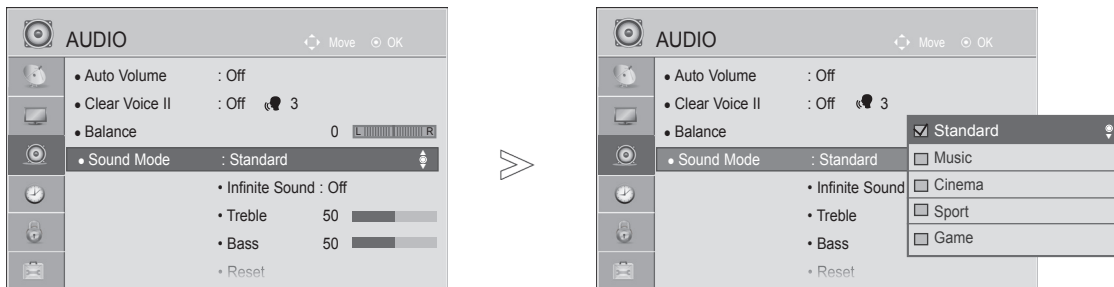 AUDIO
Move OK
• Auto Volume : Off
• Clear Voice II : Off 3
• Balance 0 L R
• Sound Mode : Standard
• Infinite Sound : Off
• Treble 50
• Bass 50
• Reset
>
AUDIO
Move OK
• Auto Volume : Off
• Clear Voice II : Off 3
• Balance
• Sound Mode : Standard
• Infinite Sound
• Treble
• Bass
• Reset
Standard
Music
Cinema
Sport
Game